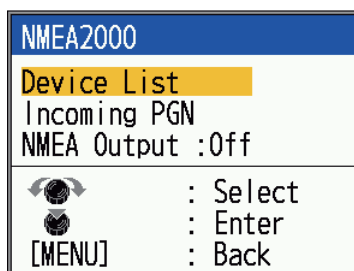 NMEA2000
Device List
Incoming PGN
NMEA Output :Off
: Select
: Enter
[MENU] : Back